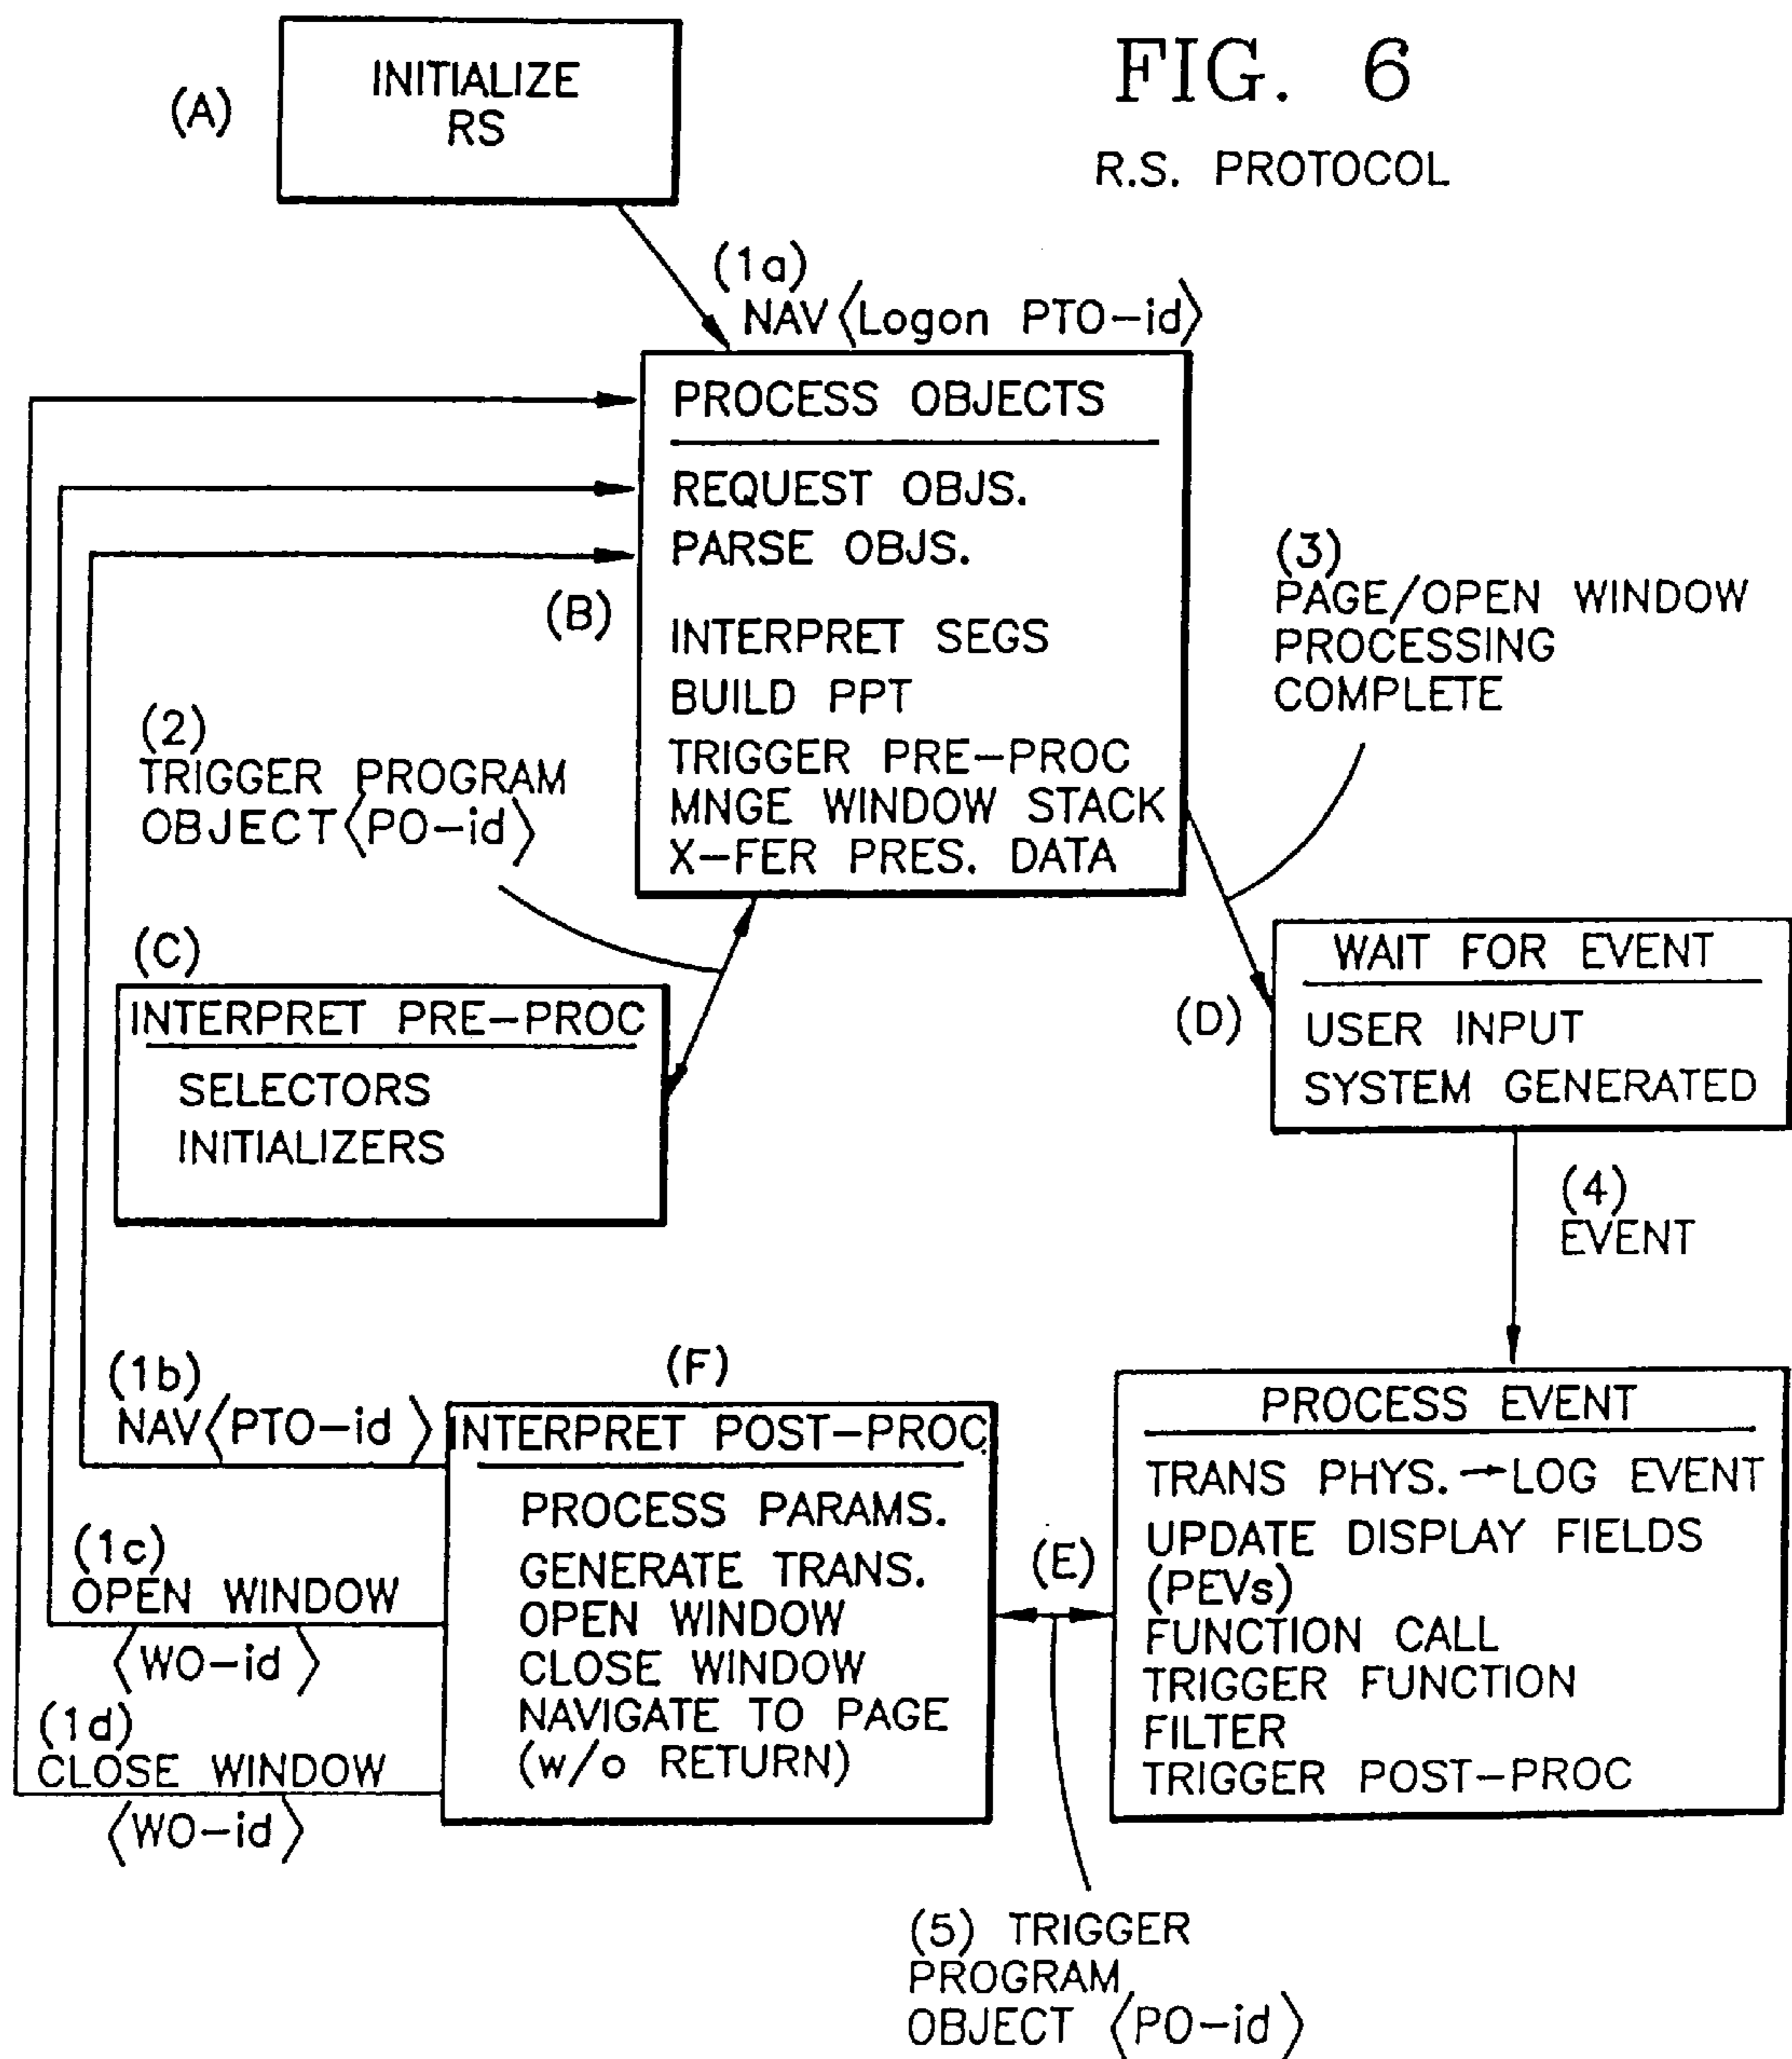 FIG. 6
R.S. PROTOCOL
(A)
INITIALIZE
RS
(1a)
NAV⟨Logon PTO-id⟩
PROCESS OBJECTS
REQUEST OBJS.
PARSE OBJS.
(B)
INTERPRET SEGS
BUILD PPT
TRIGGER PRE-PROC
MNGE WINDOW STACK
X-FER PRES. DATA
(2)
TRIGGER PROGRAM
OBJECT⟨PO-id⟩
(3)
PAGE/OPEN WINDOW
PROCESSING
COMPLETE
(C)
INTERPRET PRE-PROC
SELECTORS
INITIALIZERS
(D)
WAIT FOR EVENT
USER INPUT
SYSTEM GENERATED
(4)
EVENT
PROCESS EVENT
TRANS PHYS.→LOG EVENT
UPDATE DISPLAY FIELDS
(PEVs)
FUNCTION CALL
TRIGGER FUNCTION
FILTER
TRIGGER POST-PROC
(E)
(5) TRIGGER
PROGRAM
OBJECT ⟨PO-id⟩
(F)
INTERPRET POST-PROC
PROCESS PARAMS.
GENERATE TRANS.
OPEN WINDOW
CLOSE WINDOW
NAVIGATE TO PAGE
(w/o RETURN)
(1b)
NAV⟨PTO-id⟩
(1c)
OPEN WINDOW
⟨WO-id⟩
(1d)
CLOSE WINDOW
⟨WO-id⟩